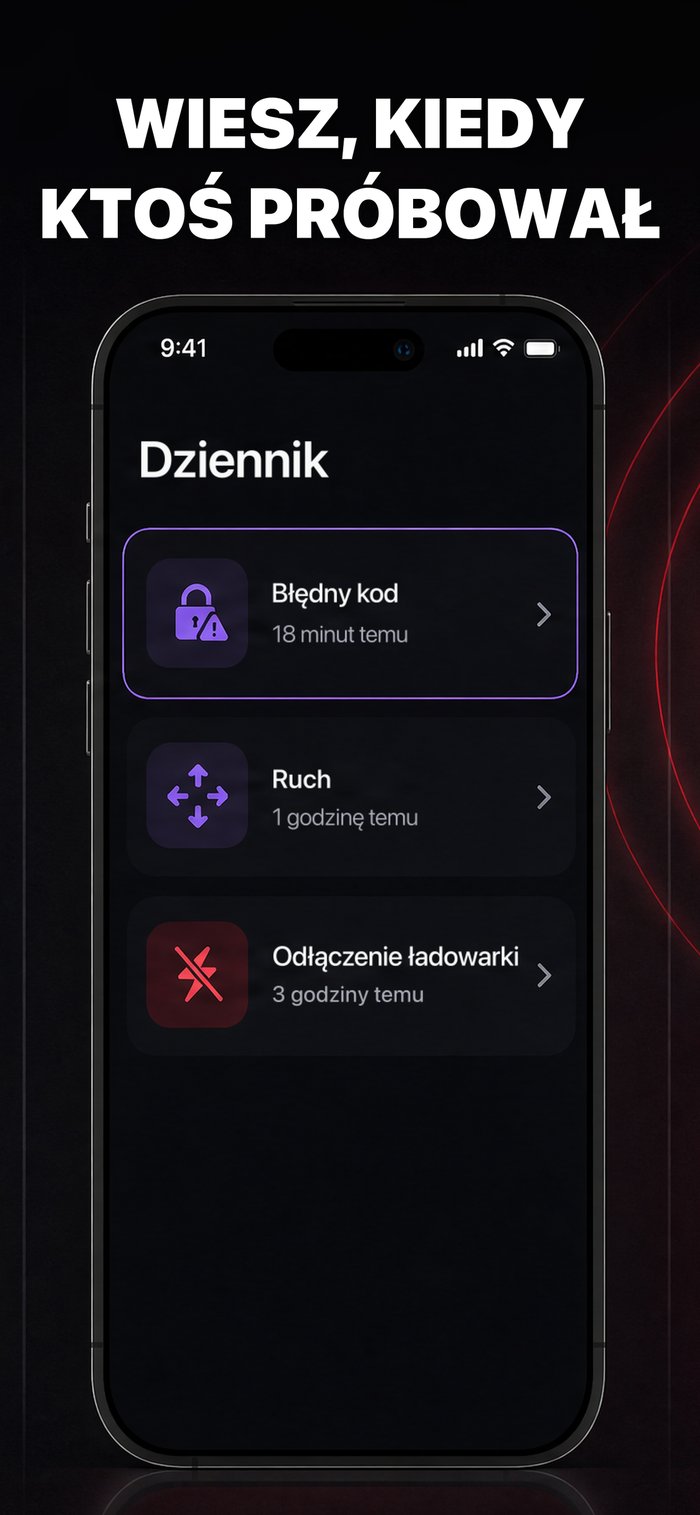 WIESZ, KIEDY
KTOŚ PRÓBOWAŁ
9:41
Dziennik
Błędny kod
18 minut temu
Ruch
1 godzinę temu
Odłączenie ładowarki
3 godziny temu